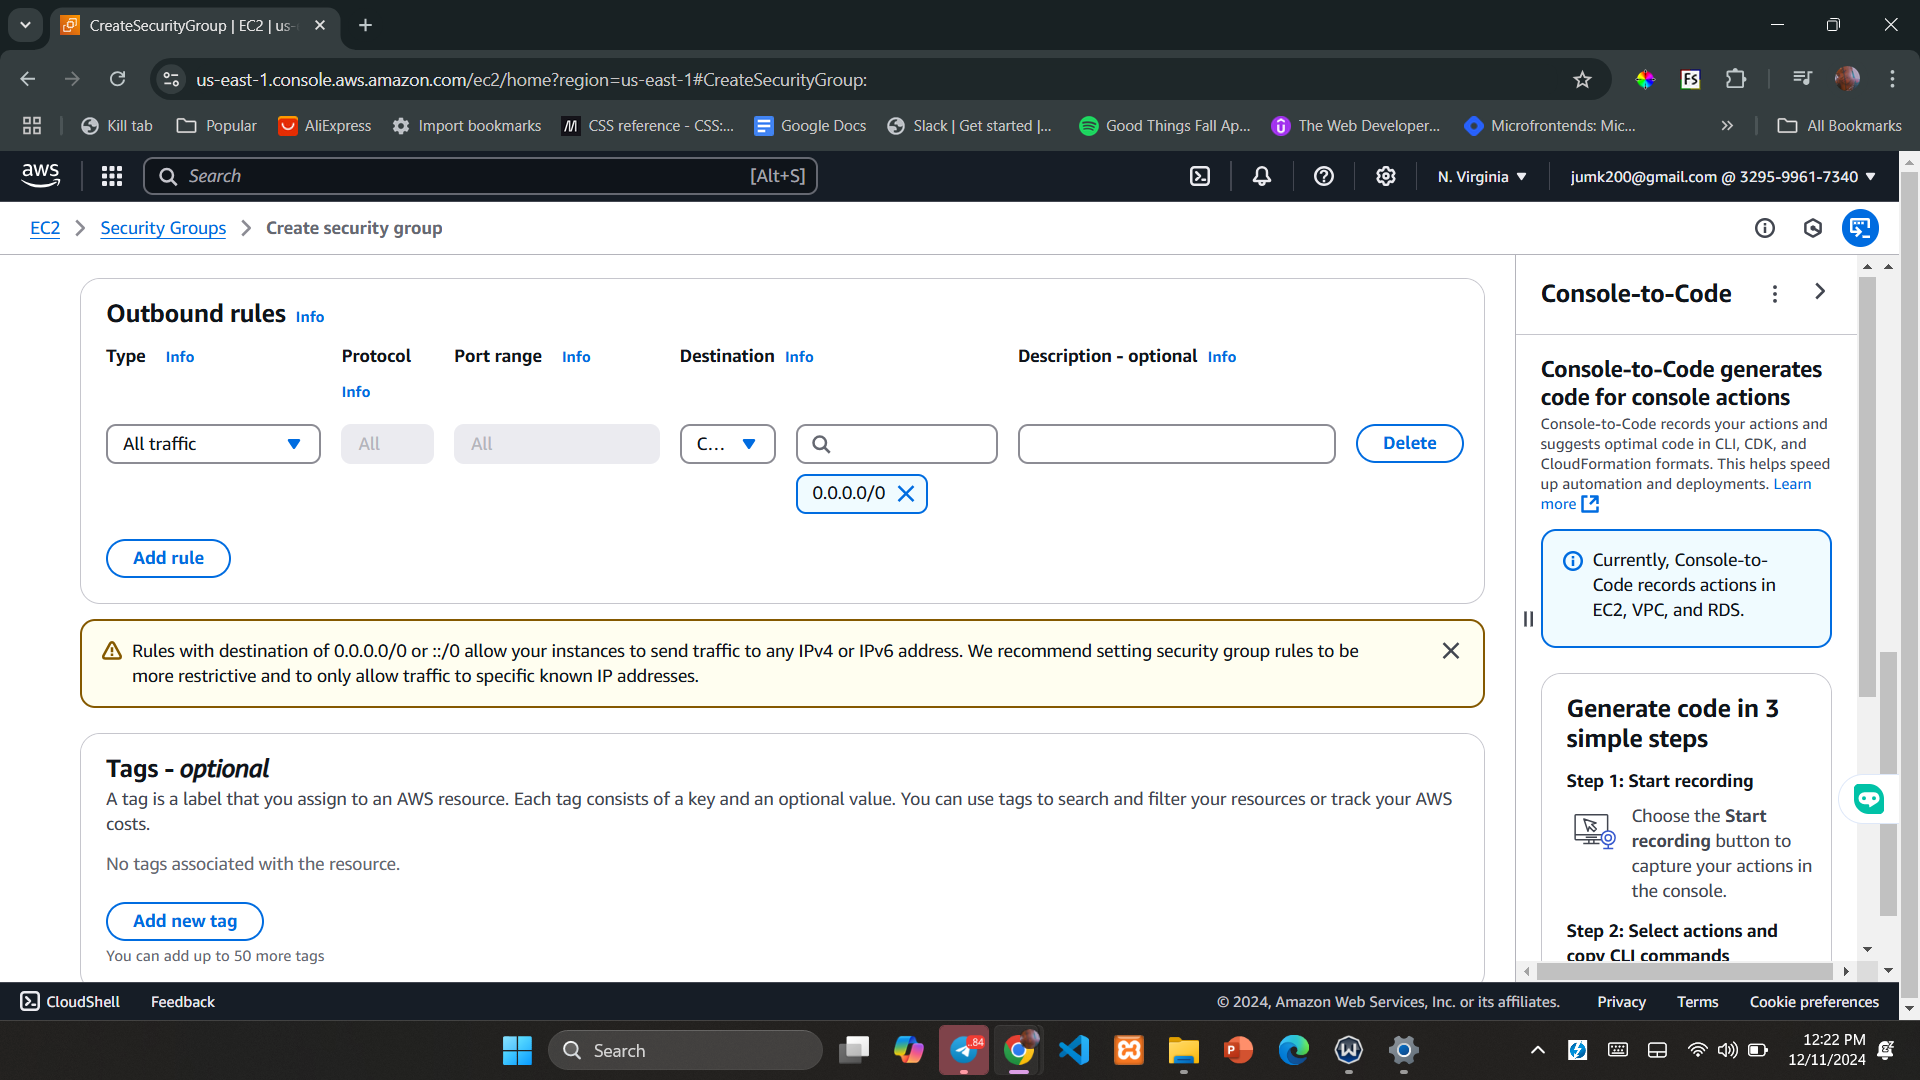 CreateSecurityGroup | EC2 | us-
us-east-1.console.aws.amazon.com/ec2/home?region=us-east-1#CreateSecurityGroup:
FS
Kill tab
Popular
AliExpress
Import bookmarks
M
CSS reference - CSS:...
Google Docs
Slack | Get started |...
Good Things Fall Ap...
The Web Developer...
Microfrontends: Mic...
All Bookmarks
aws
Search
[Alt+S]
N. Virginia
jumk200@gmail.com @ 3295-9961-7340
EC2
Security Groups
Create security group
Outbound rules Info
Type Info
Protocol
Info
Port range Info
Destination Info
Description - optional Info
All traffic
All
All
C...
0.0.0.0/0
Delete
Add rule
Rules with destination of 0.0.0.0/0 or ::/0 allow your instances to send traffic to any IPv4 or IPv6 address. We recommend setting security group rules to be
more restrictive and to only allow traffic to specific known IP addresses.
Tags - optional
A tag is a label that you assign to an AWS resource. Each tag consists of a key and an optional value. You can use tags to search and filter your resources or track your AWS
costs.
No tags associated with the resource.
Add new tag
You can add up to 50 more tags
Console-to-Code
Console-to-Code generates
code for console actions
Console-to-Code records your actions and
suggests optimal code in CLI, CDK, and
CloudFormation formats. This helps speed
up automation and deployments. Learn
more
Currently, Console-to-
Code records actions in
EC2, VPC, and RDS.
Generate code in 3
simple steps
Step 1: Start recording
Choose the Start
recording button to
capture your actions in
the console.
Step 2: Select actions and
copy CLI commands
CloudShell
Feedback
© 2024, Amazon Web Services, Inc. or its affiliates.
Privacy
Terms
Cookie preferences
Search
..84
12:22 PM
12/11/2024